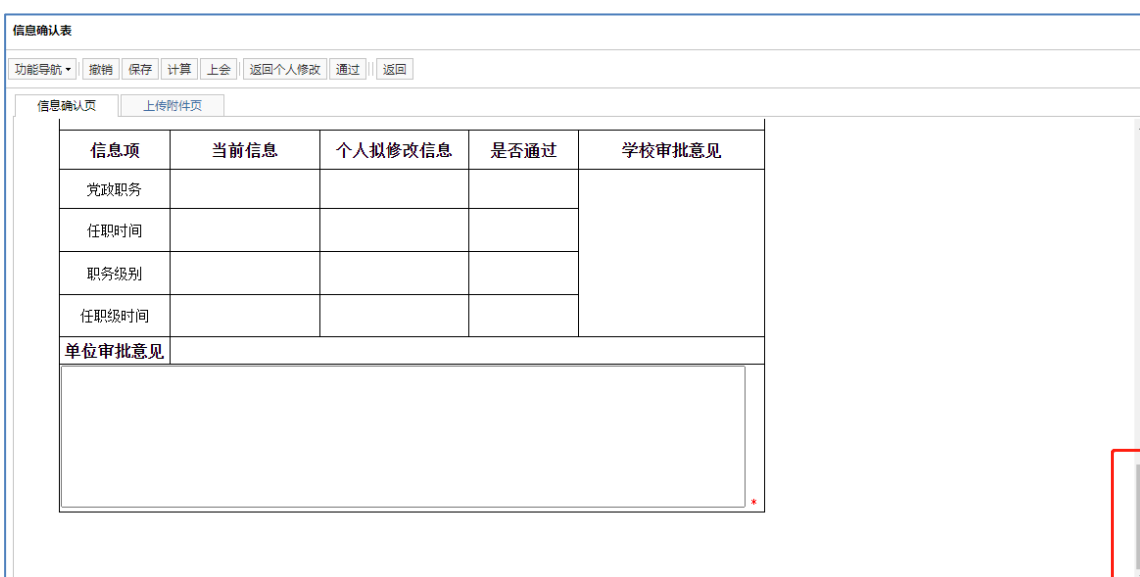 信息确认表
功能导航 撤销 保存 计算 上会 返回个人修改 通过 返回
信息确认页 上传附件页
信息项 当前信息 个人拟修改信息 是否通过 学校审批意见
党政职务
任职时间
职务级别
任职级时间
单位审批意见
*